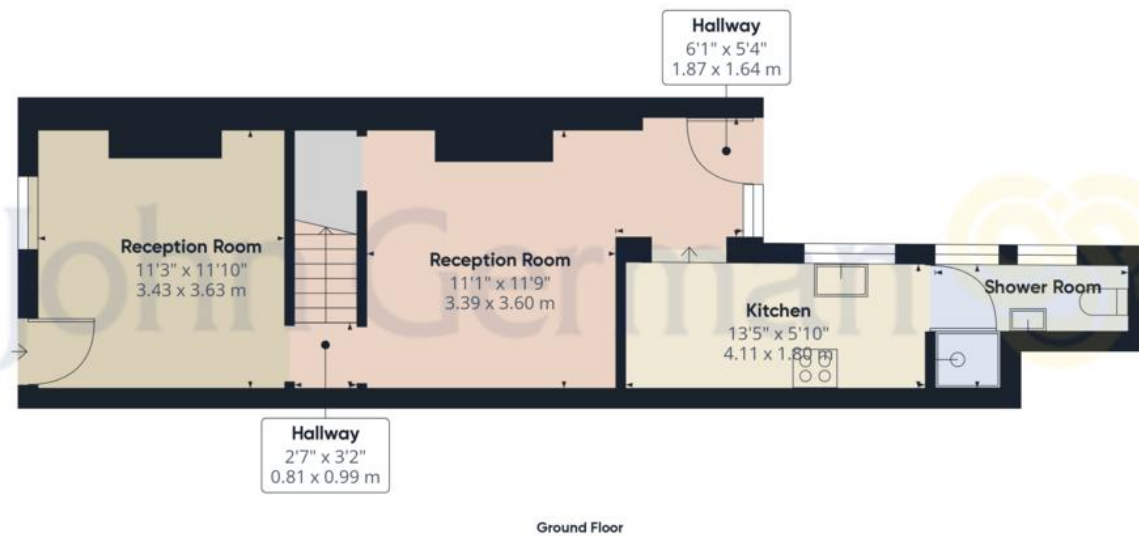 Hallway
6'1" x 5'4"
1.87 x 1.64 m
Reception Room
11'3" x 11'10"
3.43 x 3.63 m
Reception Room
11'1" x 11'9"
3.39 x 3.60 m
Kitchen
13'5" x 5'10"
4.11 x 1.80 m
Shower Room
Hallway
2'7" x 3'2"
0.81 x 0.99 m
John German
Ground Floor